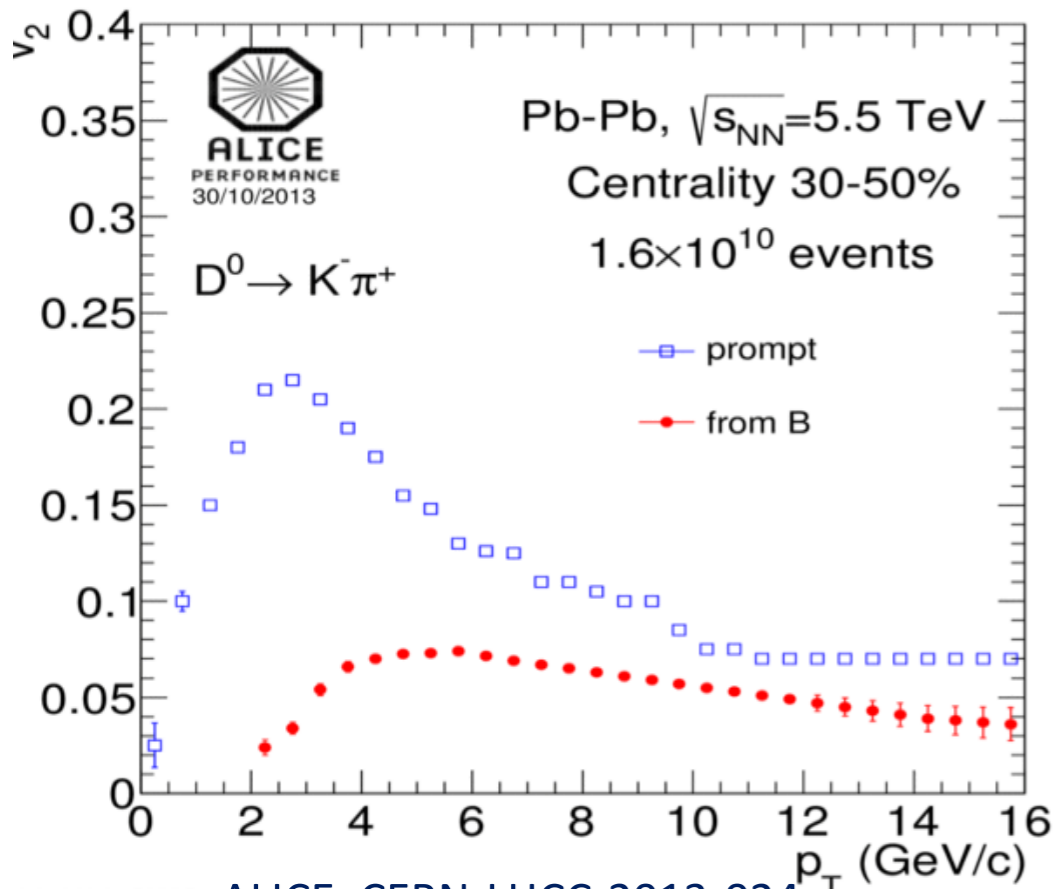 v₂
0.4
0.35
0.3
0.25
0.2
0.15
0.1
0.05
0
ALICE
PERFORMANCE
30/10/2013
Pb-Pb, √sNN=5.5 TeV
Centrality 30-50%
1.6×10¹⁰ events
D⁰→ K⁻π⁺
prompt
from B
0 2 4 6 8 10 12 14 16
p_T (GeV/c)